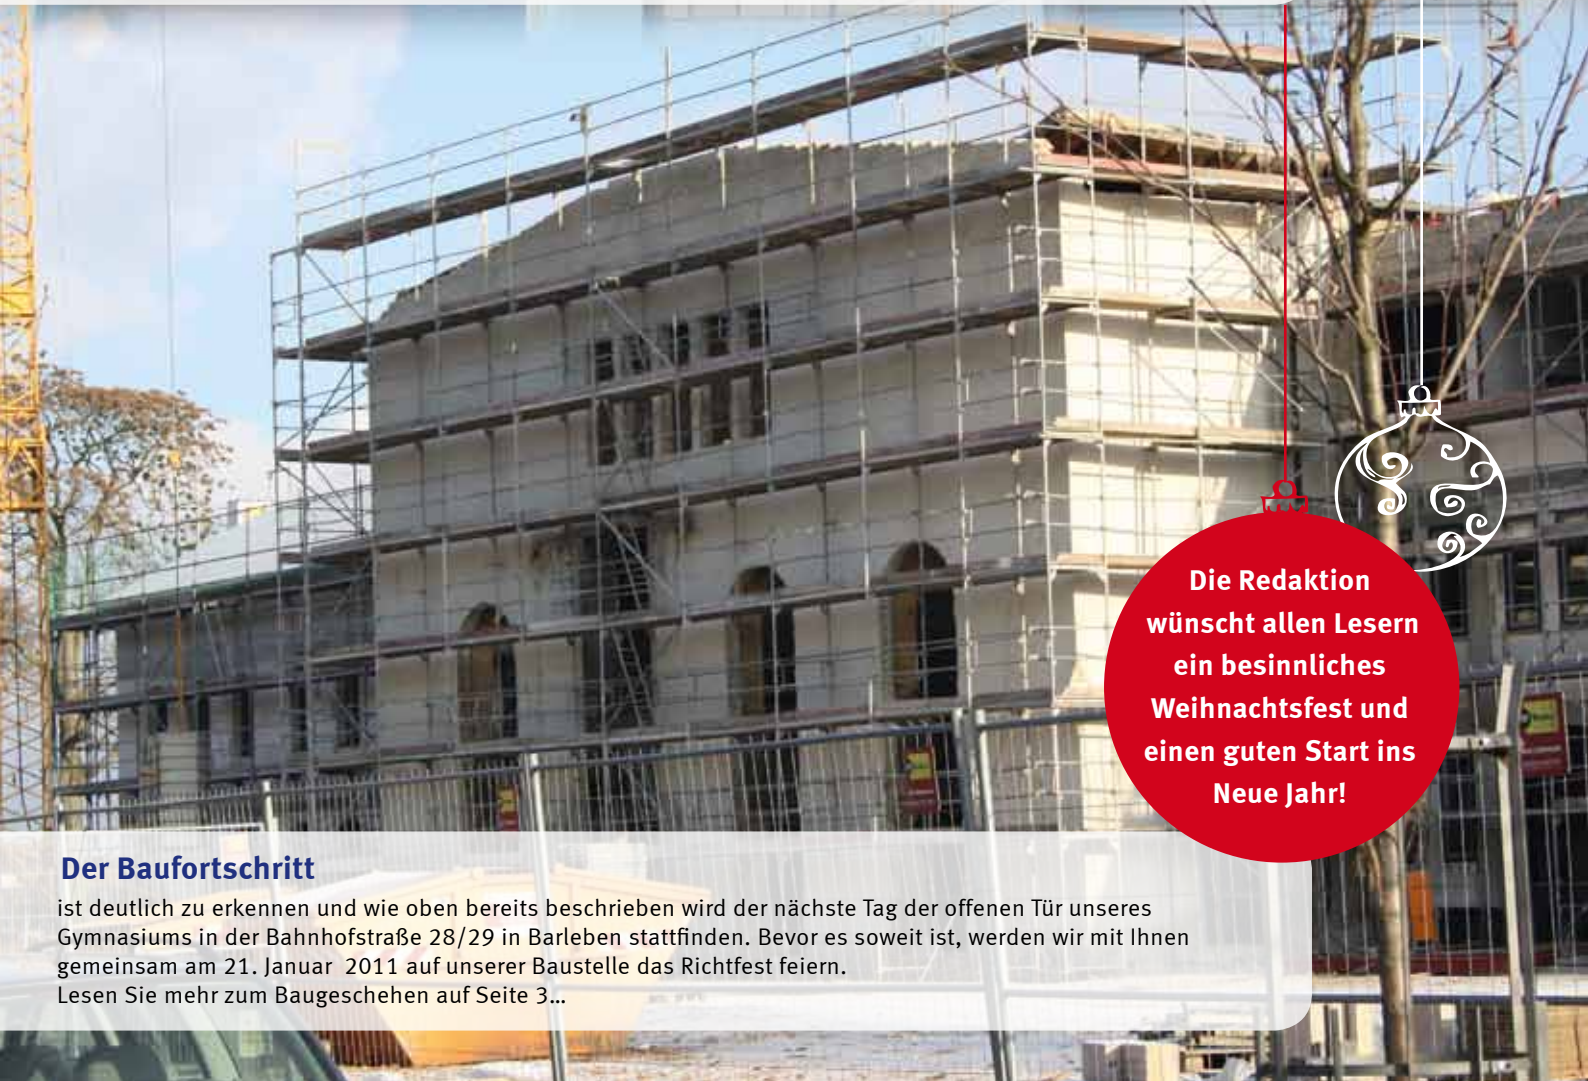 Die Redaktion
wünscht allen Lesern
ein besinnliches
Weihnachtsfest und
einen guten Start ins
Neue Jahr!
Der Baufortschritt
ist deutlich zu erkennen und wie oben bereits beschrieben wird der nächste Tag der offenen Tür unseres
Gymnasiums in der Bahnhofstraße 28/29 in Barleben stattfinden. Bevor es soweit ist, werden wir mit Ihnen
gemeinsam am 21. Januar 2011 auf unserer Baustelle das Richtfest feiern.
Lesen Sie mehr zum Baugeschehen auf Seite 3...